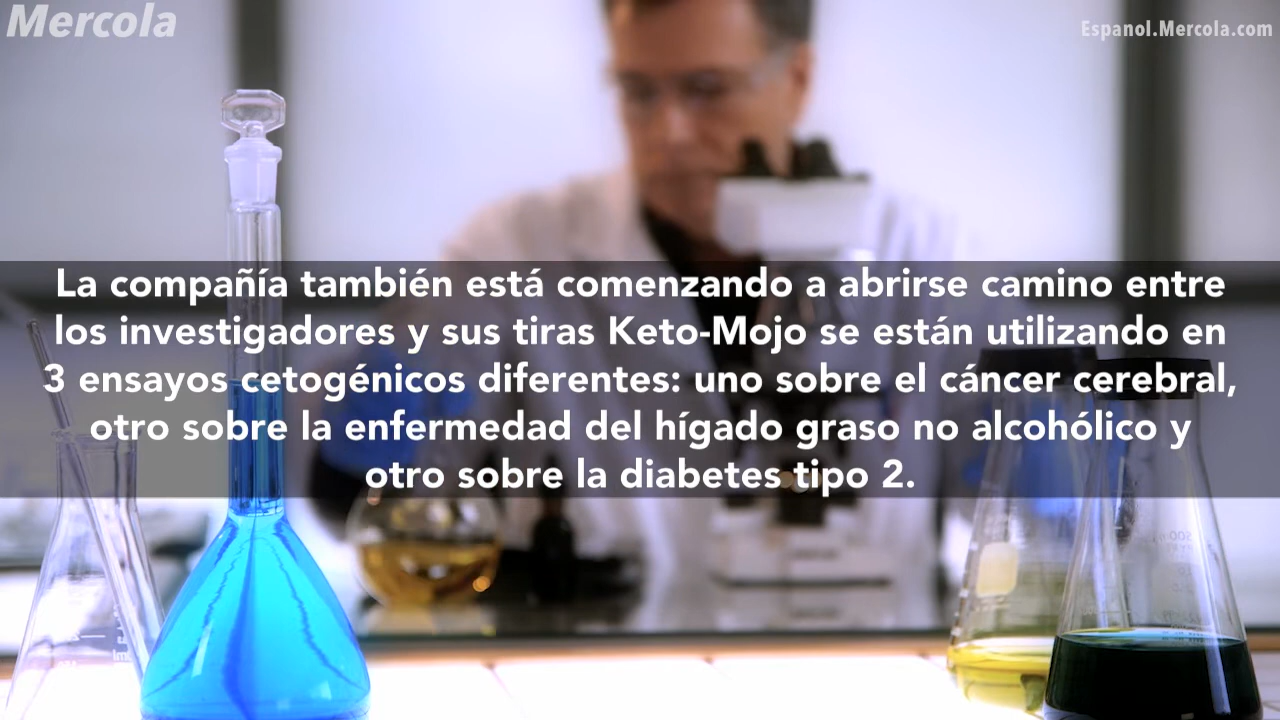 Mercola
Espanol.Mercola.com
La compañía también está comenzando a abrirse camino entre
los investigadores y sus tiras Keto-Mojo se están utilizando en
3 ensayos cetogénicos diferentes: uno sobre el cáncer cerebral,
otro sobre la enfermedad del hígado graso no alcohólico y
otro sobre la diabetes tipo 2.